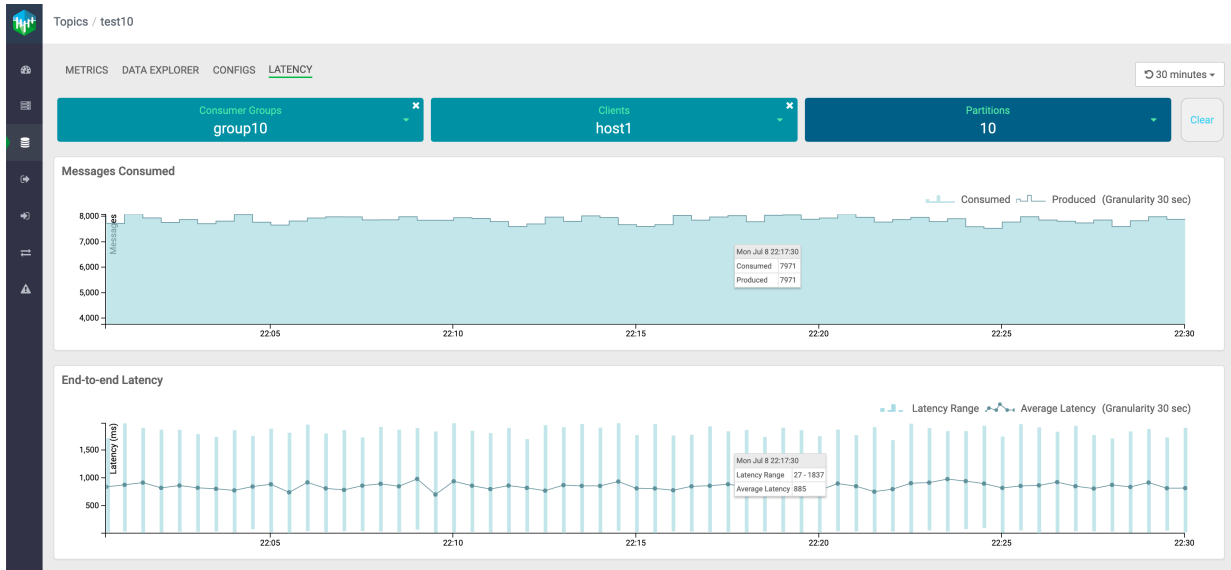 Topics / test10
METRICS DATA EXPLORER CONFIGS LATENCY
30 minutes
Consumer Groups
group10
Clients
host1
Partitions
10
Clear
Messages Consumed
Consumed Produced (Granularity 30 sec)
Messages
8,000
7,000
6,000
5,000
4,000
Mon Jul 8 22:17:30
Consumed 7971
Produced 7971
22:05 22:10 22:15 22:20 22:25 22:30
End-to-end Latency
Latency Range Average Latency (Granularity 30 sec)
Latency (ms)
1,500
1,000
500
Mon Jul 8 22:17:30
Latency Range 27 - 1837
Average Latency 885
22:05 22:10 22:15 22:20 22:25 22:30